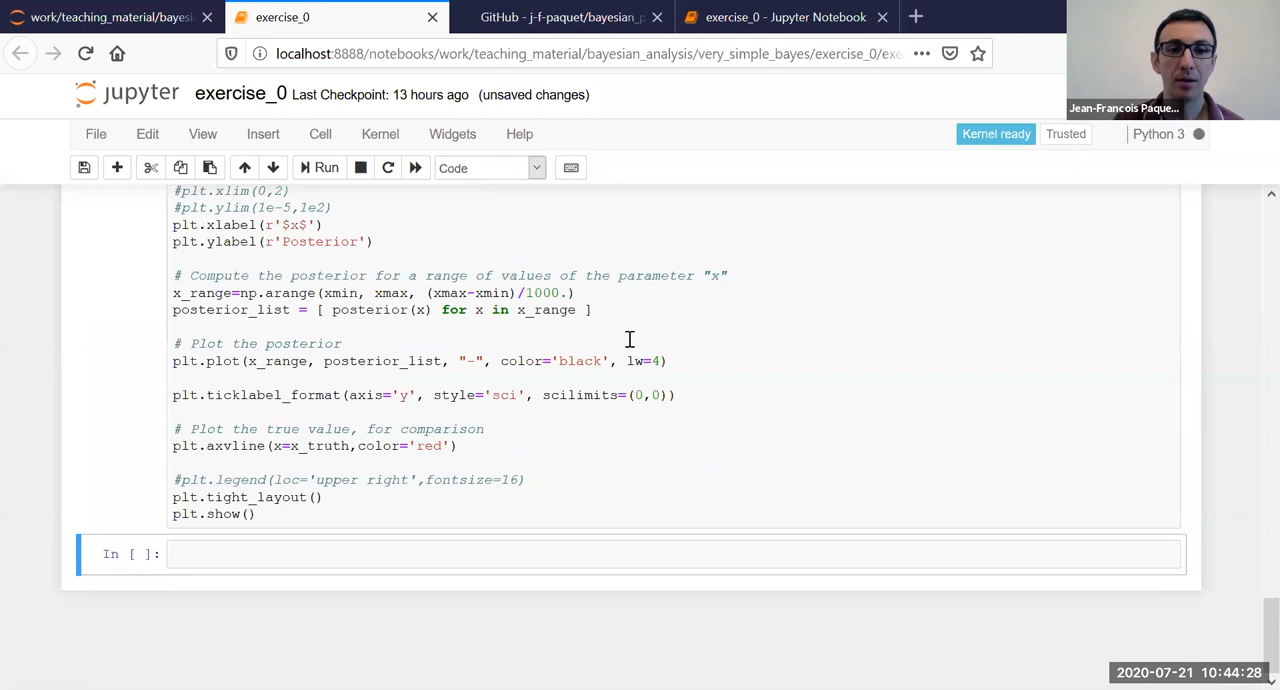 work/teaching_material/bayesi
exercise_0
GitHub - j-f-paquet/bayesian_p
exercise_0 - Jupyter Notebook
localhost:8888/notebooks/work/teaching_material/bayesian_analysis/very_simple_bayes/exercise_0/exe
Jean-Francois Paque...
jupyter exercise_0 Last Checkpoint: 13 hours ago (unsaved changes)
File Edit View Insert Cell Kernel Widgets Help Kernel ready Trusted Python 3
Run Code
#plt.xlim(0,2)
#plt.ylim(1e-5,1e2)
plt.xlabel(r'$x$')
plt.ylabel(r'Posterior')
# Compute the posterior for a range of values of the parameter "x"
x_range=np.arange(xmin, xmax, (xmax-xmin)/1000.)
posterior_list = [ posterior(x) for x in x_range ]
# Plot the posterior
plt.plot(x_range, posterior_list, "-", color='black', lw=4)
plt.ticklabel_format(axis='y', style='sci', scilimits=(0,0))
# Plot the true value, for comparison
plt.axvline(x=x_truth,color='red')
#plt.legend(loc='upper right',fontsize=16)
plt.tight_layout()
plt.show()
In [ ]:
2020-07-21 10:44:28